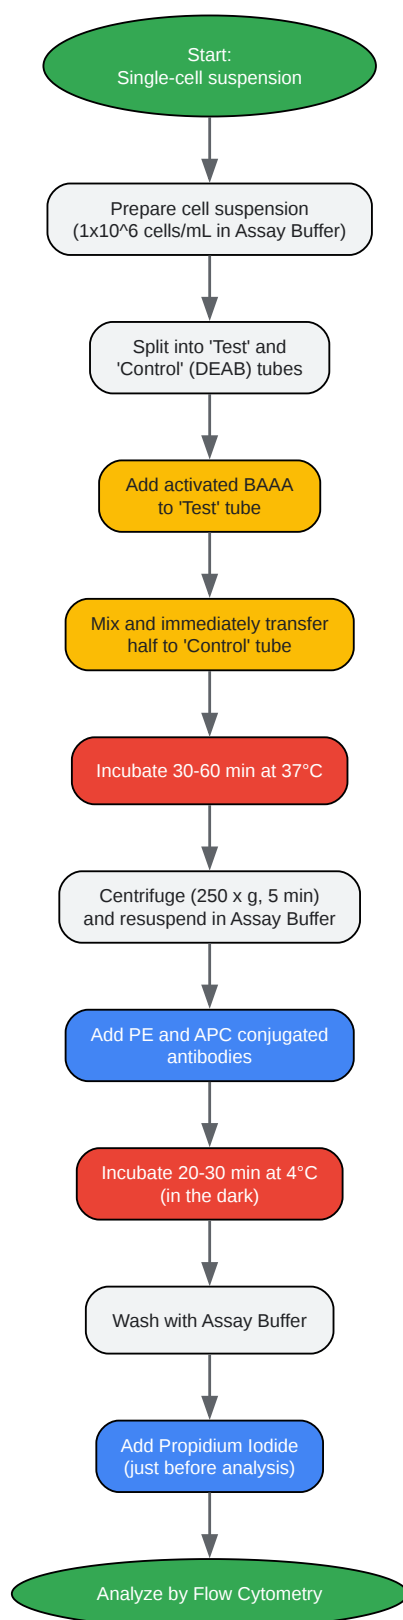 Start:
Single-cell suspension
Prepare cell suspension
(1x10^6 cells/mL in Assay Buffer)
Split into 'Test' and
'Control' (DEAB) tubes
Add activated BAAA
to 'Test' tube
Mix and immediately transfer
half to 'Control' tube
Incubate 30-60 min at 37°C
Centrifuge (250 x g, 5 min)
and resuspend in Assay Buffer
Add PE and APC conjugated
antibodies
Incubate 20-30 min at 4°C
(in the dark)
Wash with Assay Buffer
Add Propidium Iodide
(just before analysis)
Analyze by Flow Cytometry